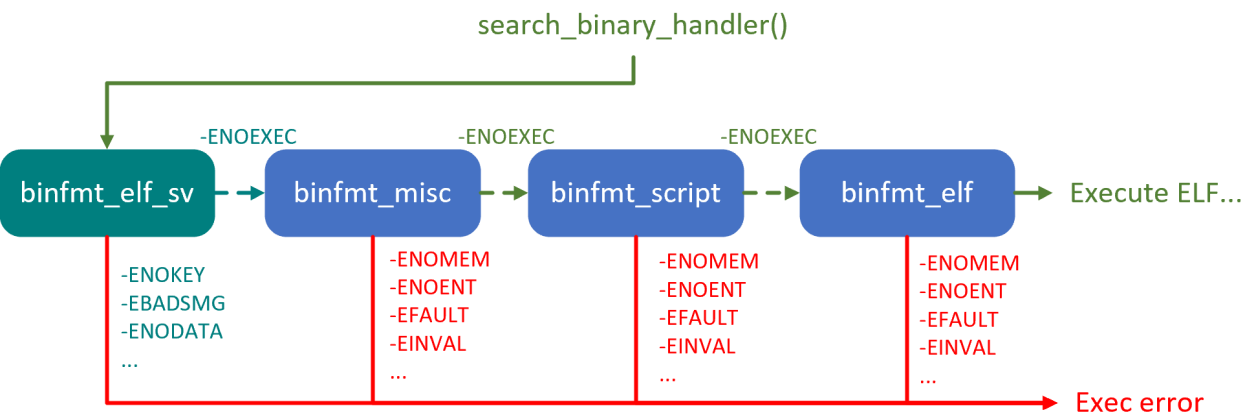 search_binary_handler()
-ENOEXEC
-ENOEXEC
-ENOEXEC
binfmt_elf_sv
binfmt_misc
binfmt_script
binfmt_elf
Execute ELF...
-ENOKEY
-EBADSMG
-ENODATA
...
-ENOMEM
-ENOENT
-EFAULT
-EINVAL
...
-ENOMEM
-ENOENT
-EFAULT
-EINVAL
...
-ENOMEM
-ENOENT
-EFAULT
-EINVAL
...
Exec error